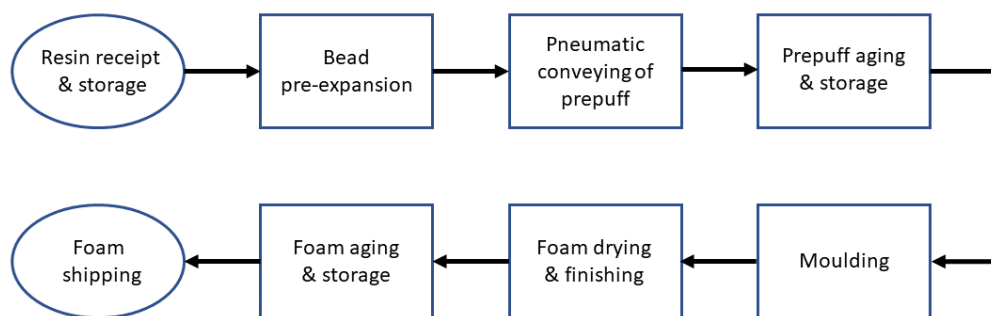 Resin receipt
& storage
Bead
pre-expansion
Pneumatic
conveying of
prepuff
Prepuff aging
& storage
Foam
shipping
Foam aging
& storage
Foam drying
& finishing
Moulding